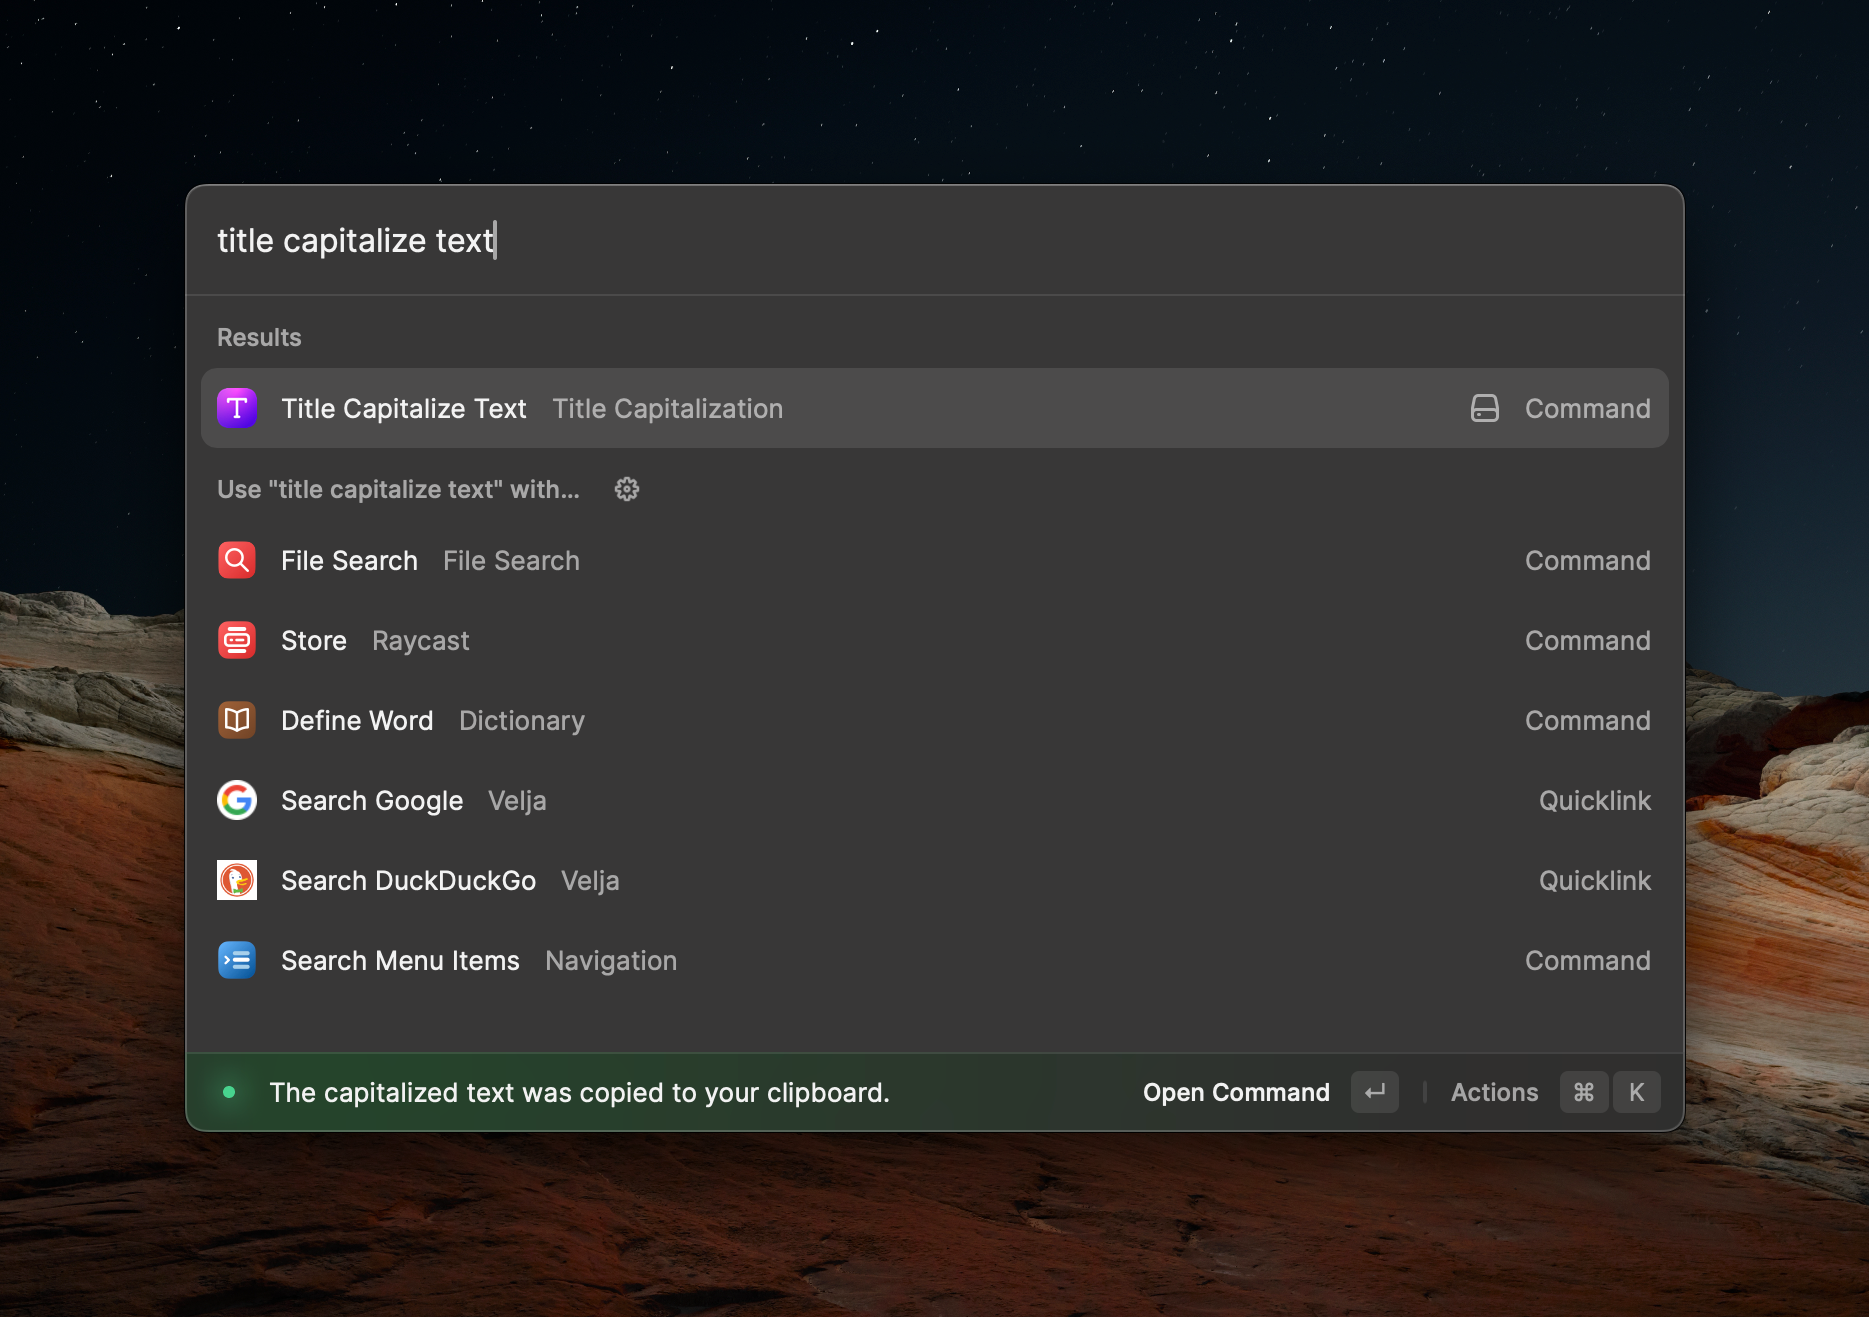 title capitalize text
Results
Title Capitalize Text Title Capitalization Command
Use "title capitalize text" with...
File Search File Search Command
Store Raycast Command
Define Word Dictionary Command
Search Google Velja Quicklink
Search DuckDuckGo Velja Quicklink
Search Menu Items Navigation Command
The capitalized text was copied to your clipboard. Open Command ↵ | Actions ⌘ K